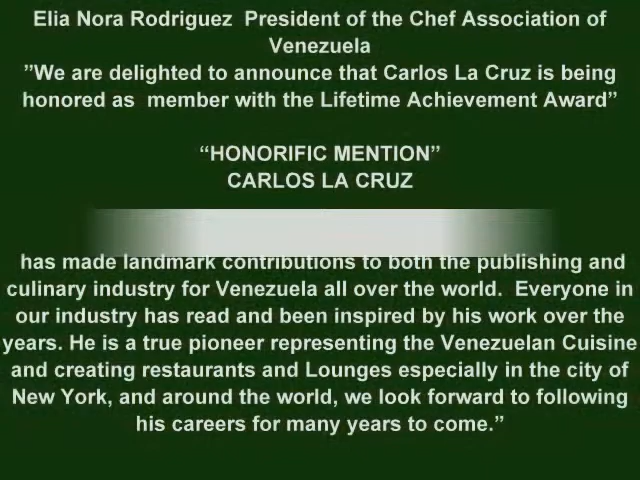 Elia Nora Rodriguez  President of the Chef Association of
Venezuela
”We are delighted to announce that Carlos La Cruz is being
honored as  member with the Lifetime Achievement Award”
“HONORIFIC MENTION”
CARLOS LA CRUZ
has made landmark contributions to both the publishing and
culinary industry for Venezuela all over the world.  Everyone in
our industry has read and been inspired by his work over the
years. He is a true pioneer representing the Venezuelan Cuisine
and creating restaurants and Lounges especially in the city of
New York, and around the world, we look forward to following
his careers for many years to come.”